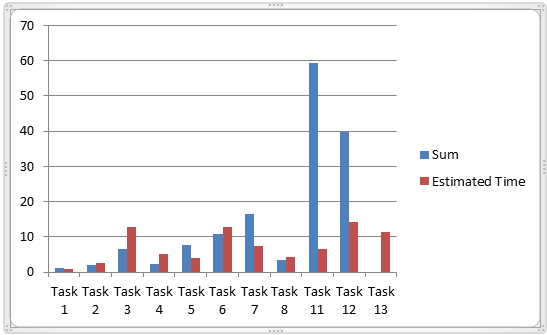 70
60
50
40
30
20
10
0
Task 1
Task 2
Task 3
Task 4
Task 5
Task 6
Task 7
Task 8
Task 11
Task 12
Task 13
Sum
Estimated Time